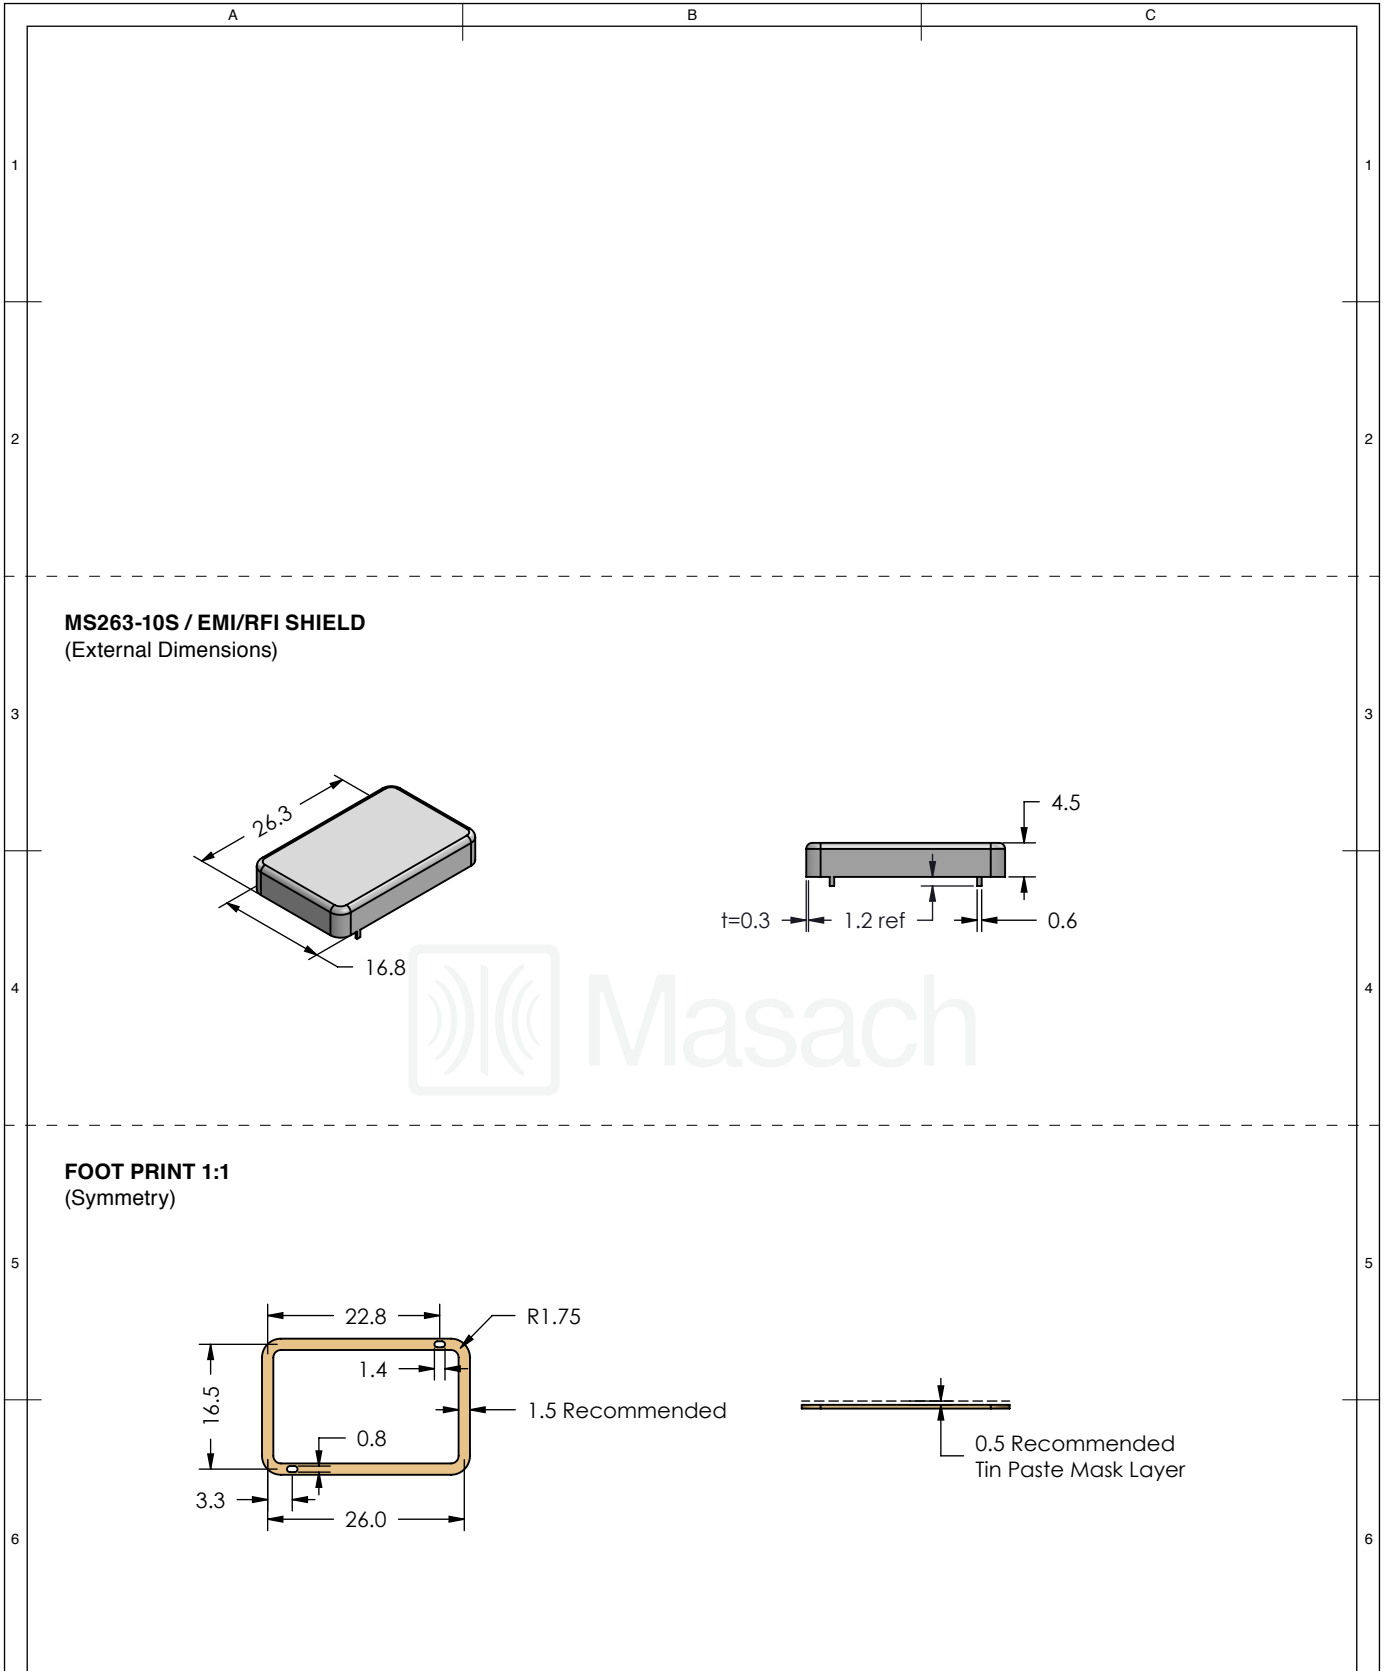 A B C
1 1
2 2
MS263-10S / EMI/RFI SHIELD
(External Dimensions)
3 3
26.3
16.8
4.5
t=0.3 1.2 ref 0.6
4 4
Masach
FOOT PRINT 1:1
(Symmetry)
5 5
22.8
R1.75
1.4
16.5
1.5 Recommended
0.8
3.3
26.0
0.5 Recommended
Tin Paste Mask Layer
6 6